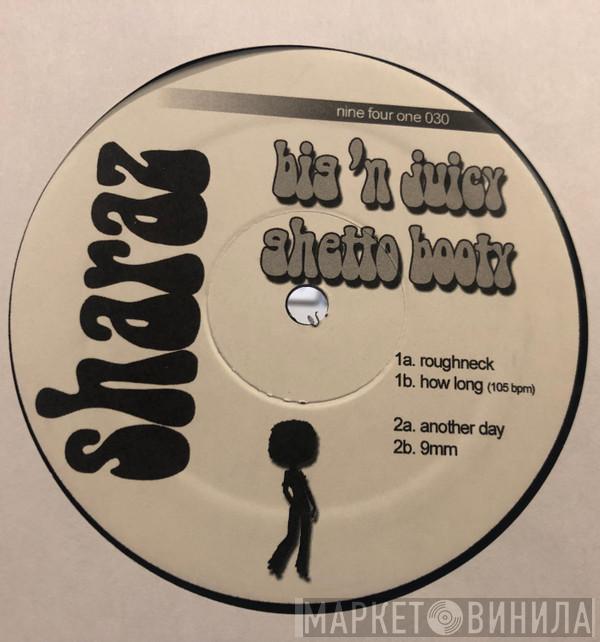 nine four one 030
sharaz
big 'n juicy
ghetto booty
1a. roughneck
1b. how long (105 bpm)
2a. another day
2b. 9mm
МАРКЕТ ВИНИЛА